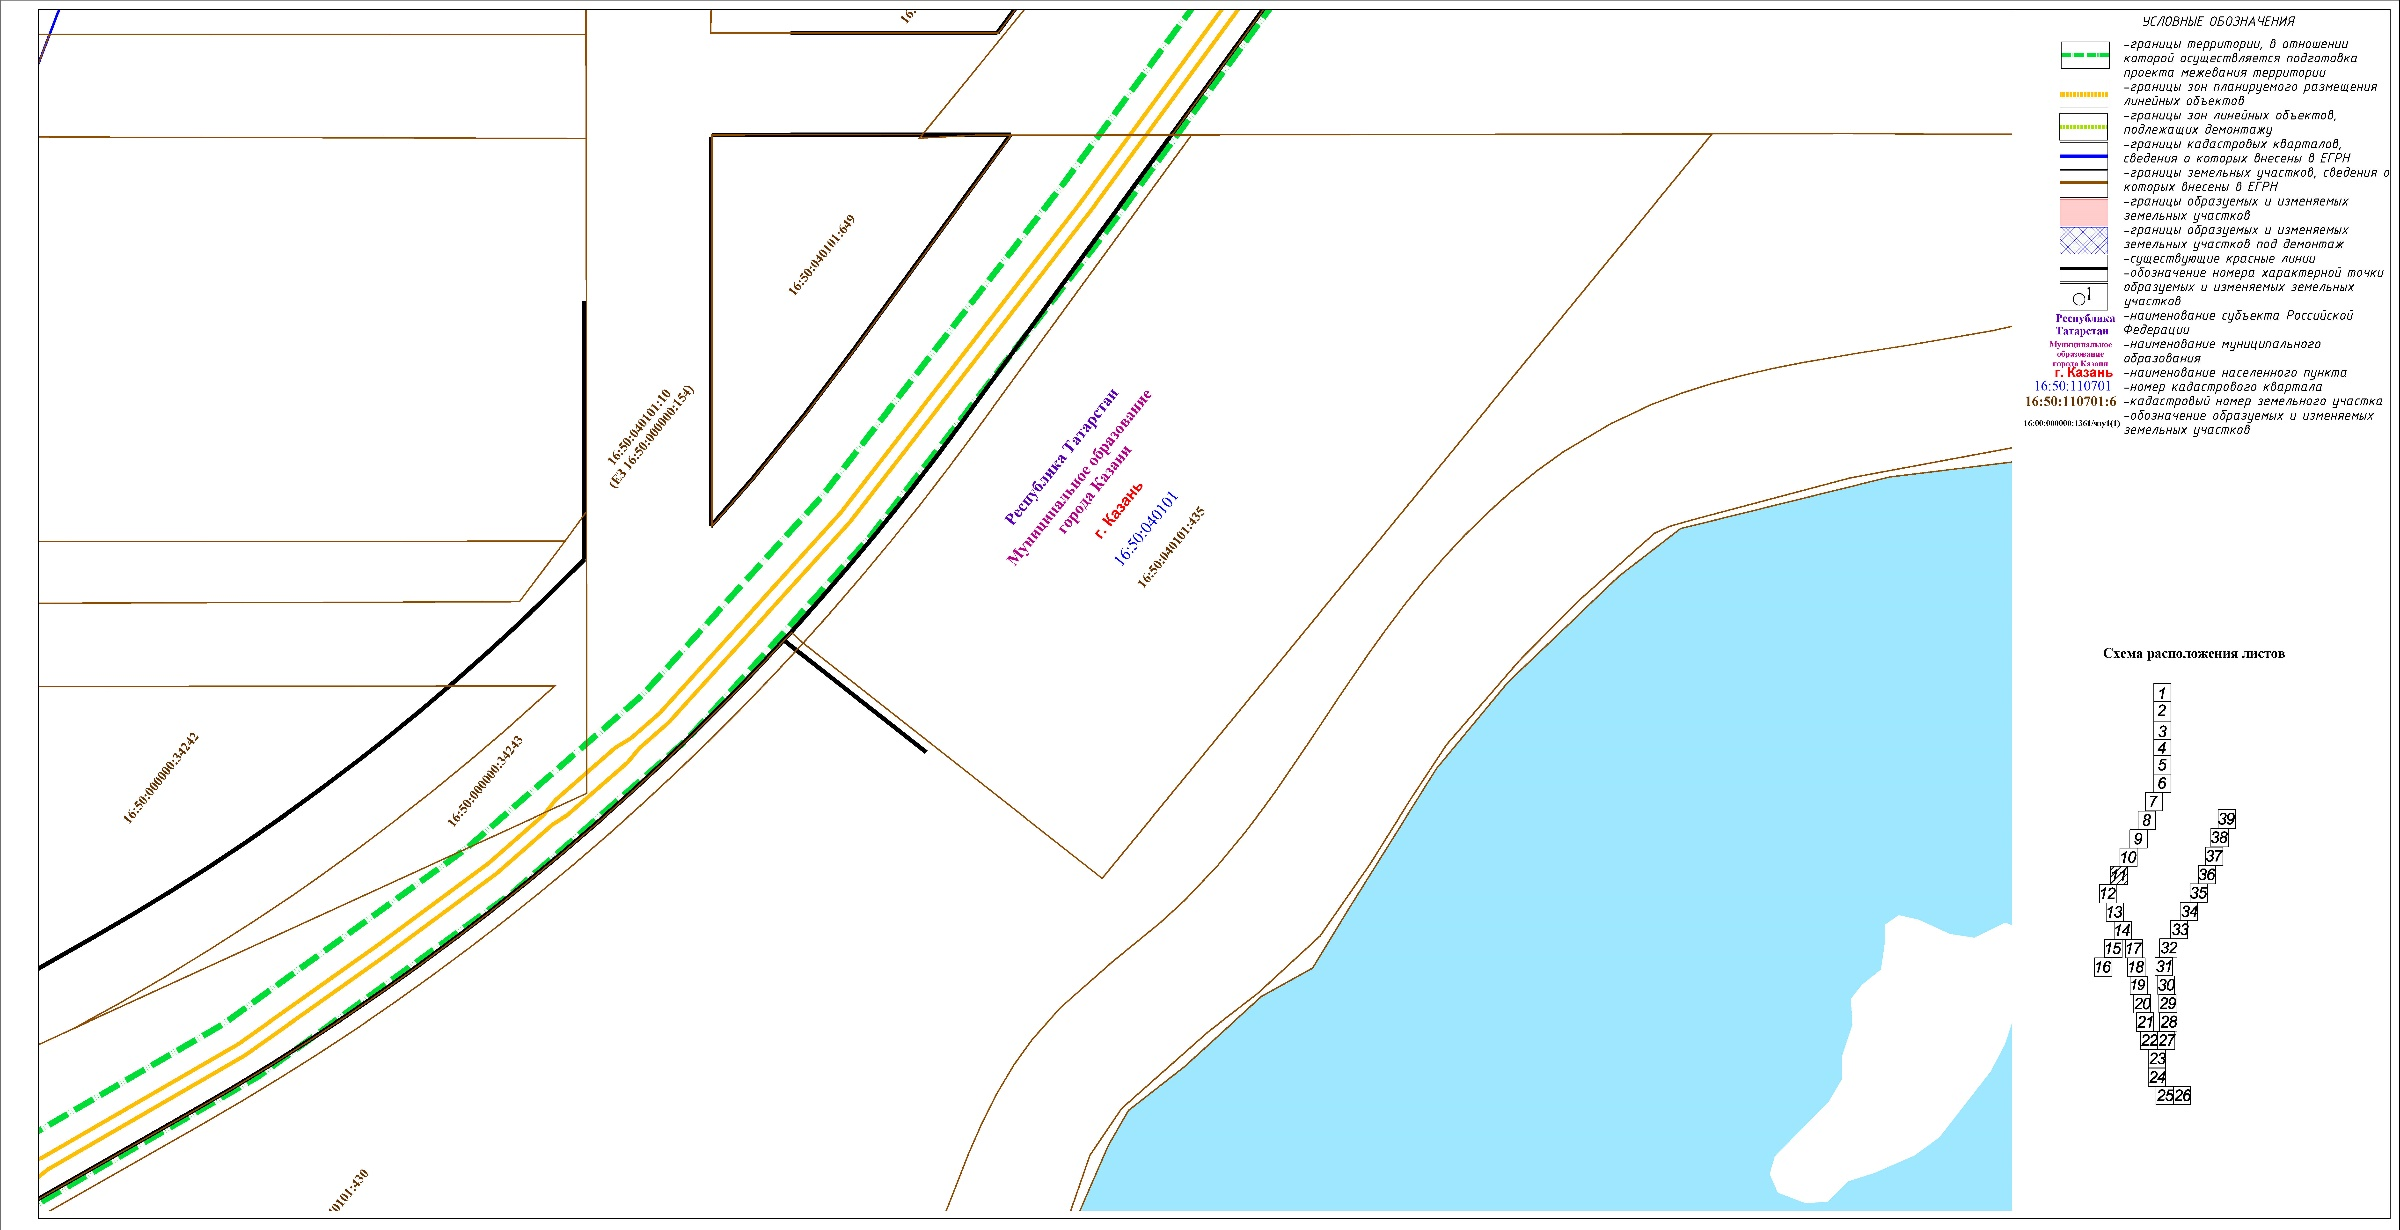 16:
16:50:040101:649
16:50:040101:10
(ЕЗ 16:50:000000:154)
Республика Татарстан
Муниципальное образование
города Казани
г. Казань
16:50:040101
16:50:040101:435
16:50:000000:34242
16:50:000000:34243
0101:430
УСЛОВНЫЕ ОБОЗНАЧЕНИЯ
-границы территории, в отношении
которой осуществляется подготовка
проекта межевания территории
-границы зон планируемого размещения
линейных объектов
-границы зон линейных объектов,
подлежащих демонтажу
-границы кадастровых кварталов,
сведения о которых внесены в ЕГРН
-границы земельных участков, сведения о
которых внесены в ЕГРН
-границы образуемых и изменяемых
земельных участков
-границы образуемых и изменяемых
земельных участков под демонтаж
-существующие красные линии
-обозначение номера характерной точки
образуемых и изменяемых земельных
участков
1
Республика
Татарстан
-наименование субъекта Российской
Федерации
Муниципальное
образование
города Казани
-наименование муниципального
образования
г. Казань
-наименование населенного пункта
16:50:110701
-номер кадастрового квартала
16:50:110701:6
-кадастровый номер земельного участка
-обозначение образуемых и изменяемых
земельных участков
Схема расположения листов
1
2
3
4
5
6
7
8
39
9
38
10
37
11
36
12
35
13
34
14
33
15 17
32
16
18
31
19
30
20
29
21
28
22 27
23
24
25 26